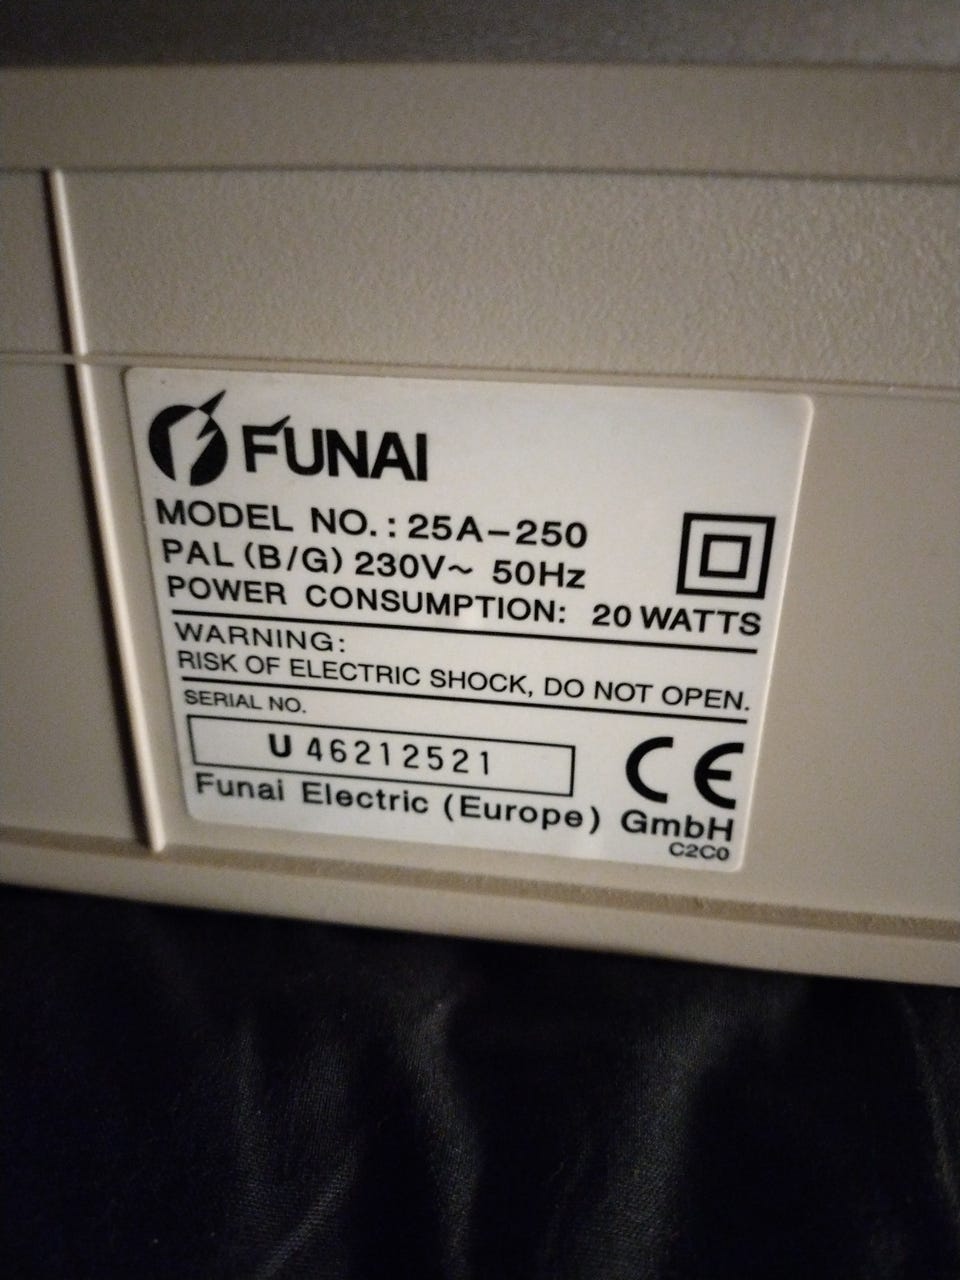 FUNAI
MODEL NO.: 25A-250
PAL (B/G) 230V~ 50Hz
POWER CONSUMPTION: 20 WATTS
WARNING:
RISK OF ELECTRIC SHOCK, DO NOT OPEN.
SERIAL NO.
U 46212521
CE
Funai Electric (Europe) GmbH
C2C0